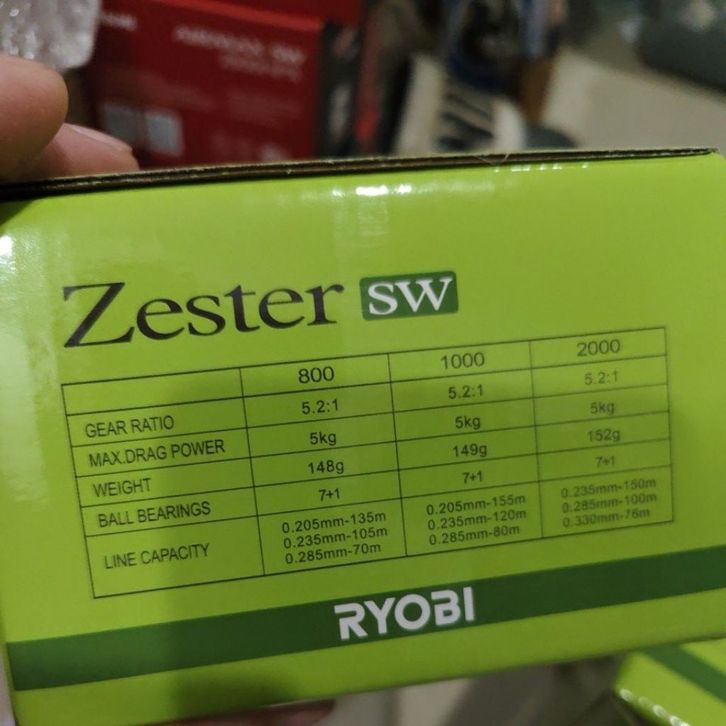 Zester SW
800 1000 2000
GEAR RATIO 5.2:1 5.2:1 5.2:1
MAX.DRAG POWER 5kg 5kg 5kg
WEIGHT 148g 149g 152g
BALL BEARINGS 7+1 7+1 7+1
LINE CAPACITY
0.205mm-135m 0.205mm-155m 0.235mm-150m
0.235mm-105m 0.235mm-120m 0.285mm-100m
0.285mm-70m 0.285mm-80m 0.330mm-76m
RYOBI